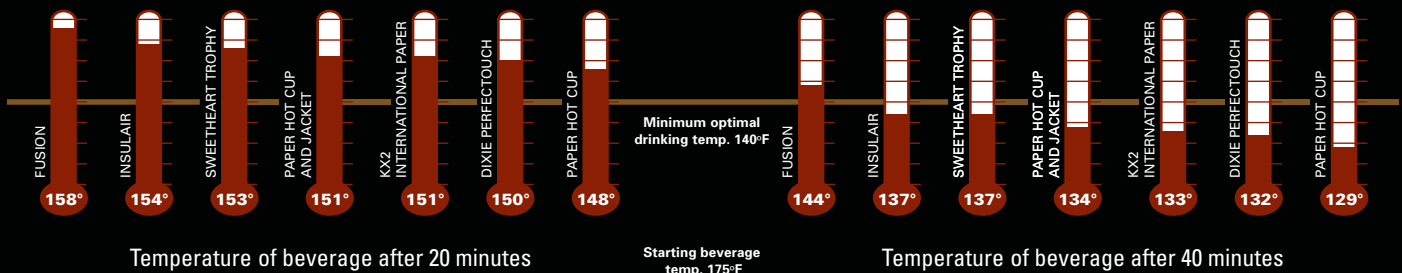 FUSION
158°
INSULAIR
154°
SWEETHEART TROPHY
153°
PAPER HOT CUP
AND JACKET
151°
KX2
INTERNATIONAL PAPER
151°
DIXIE PERFECTOUCH
150°
PAPER HOT CUP
148°
Temperature of beverage after 20 minutes
Minimum optimal
drinking temp. 140ºF
Starting beverage
temp. 175ºF
FUSION
144°
INSULAIR
137°
SWEETHEART TROPHY
137°
PAPER HOT CUP
AND JACKET
134°
KX2
INTERNATIONAL PAPER
133°
DIXIE PERFECTOUCH
132°
PAPER HOT CUP
129°
Temperature of beverage after 40 minutes